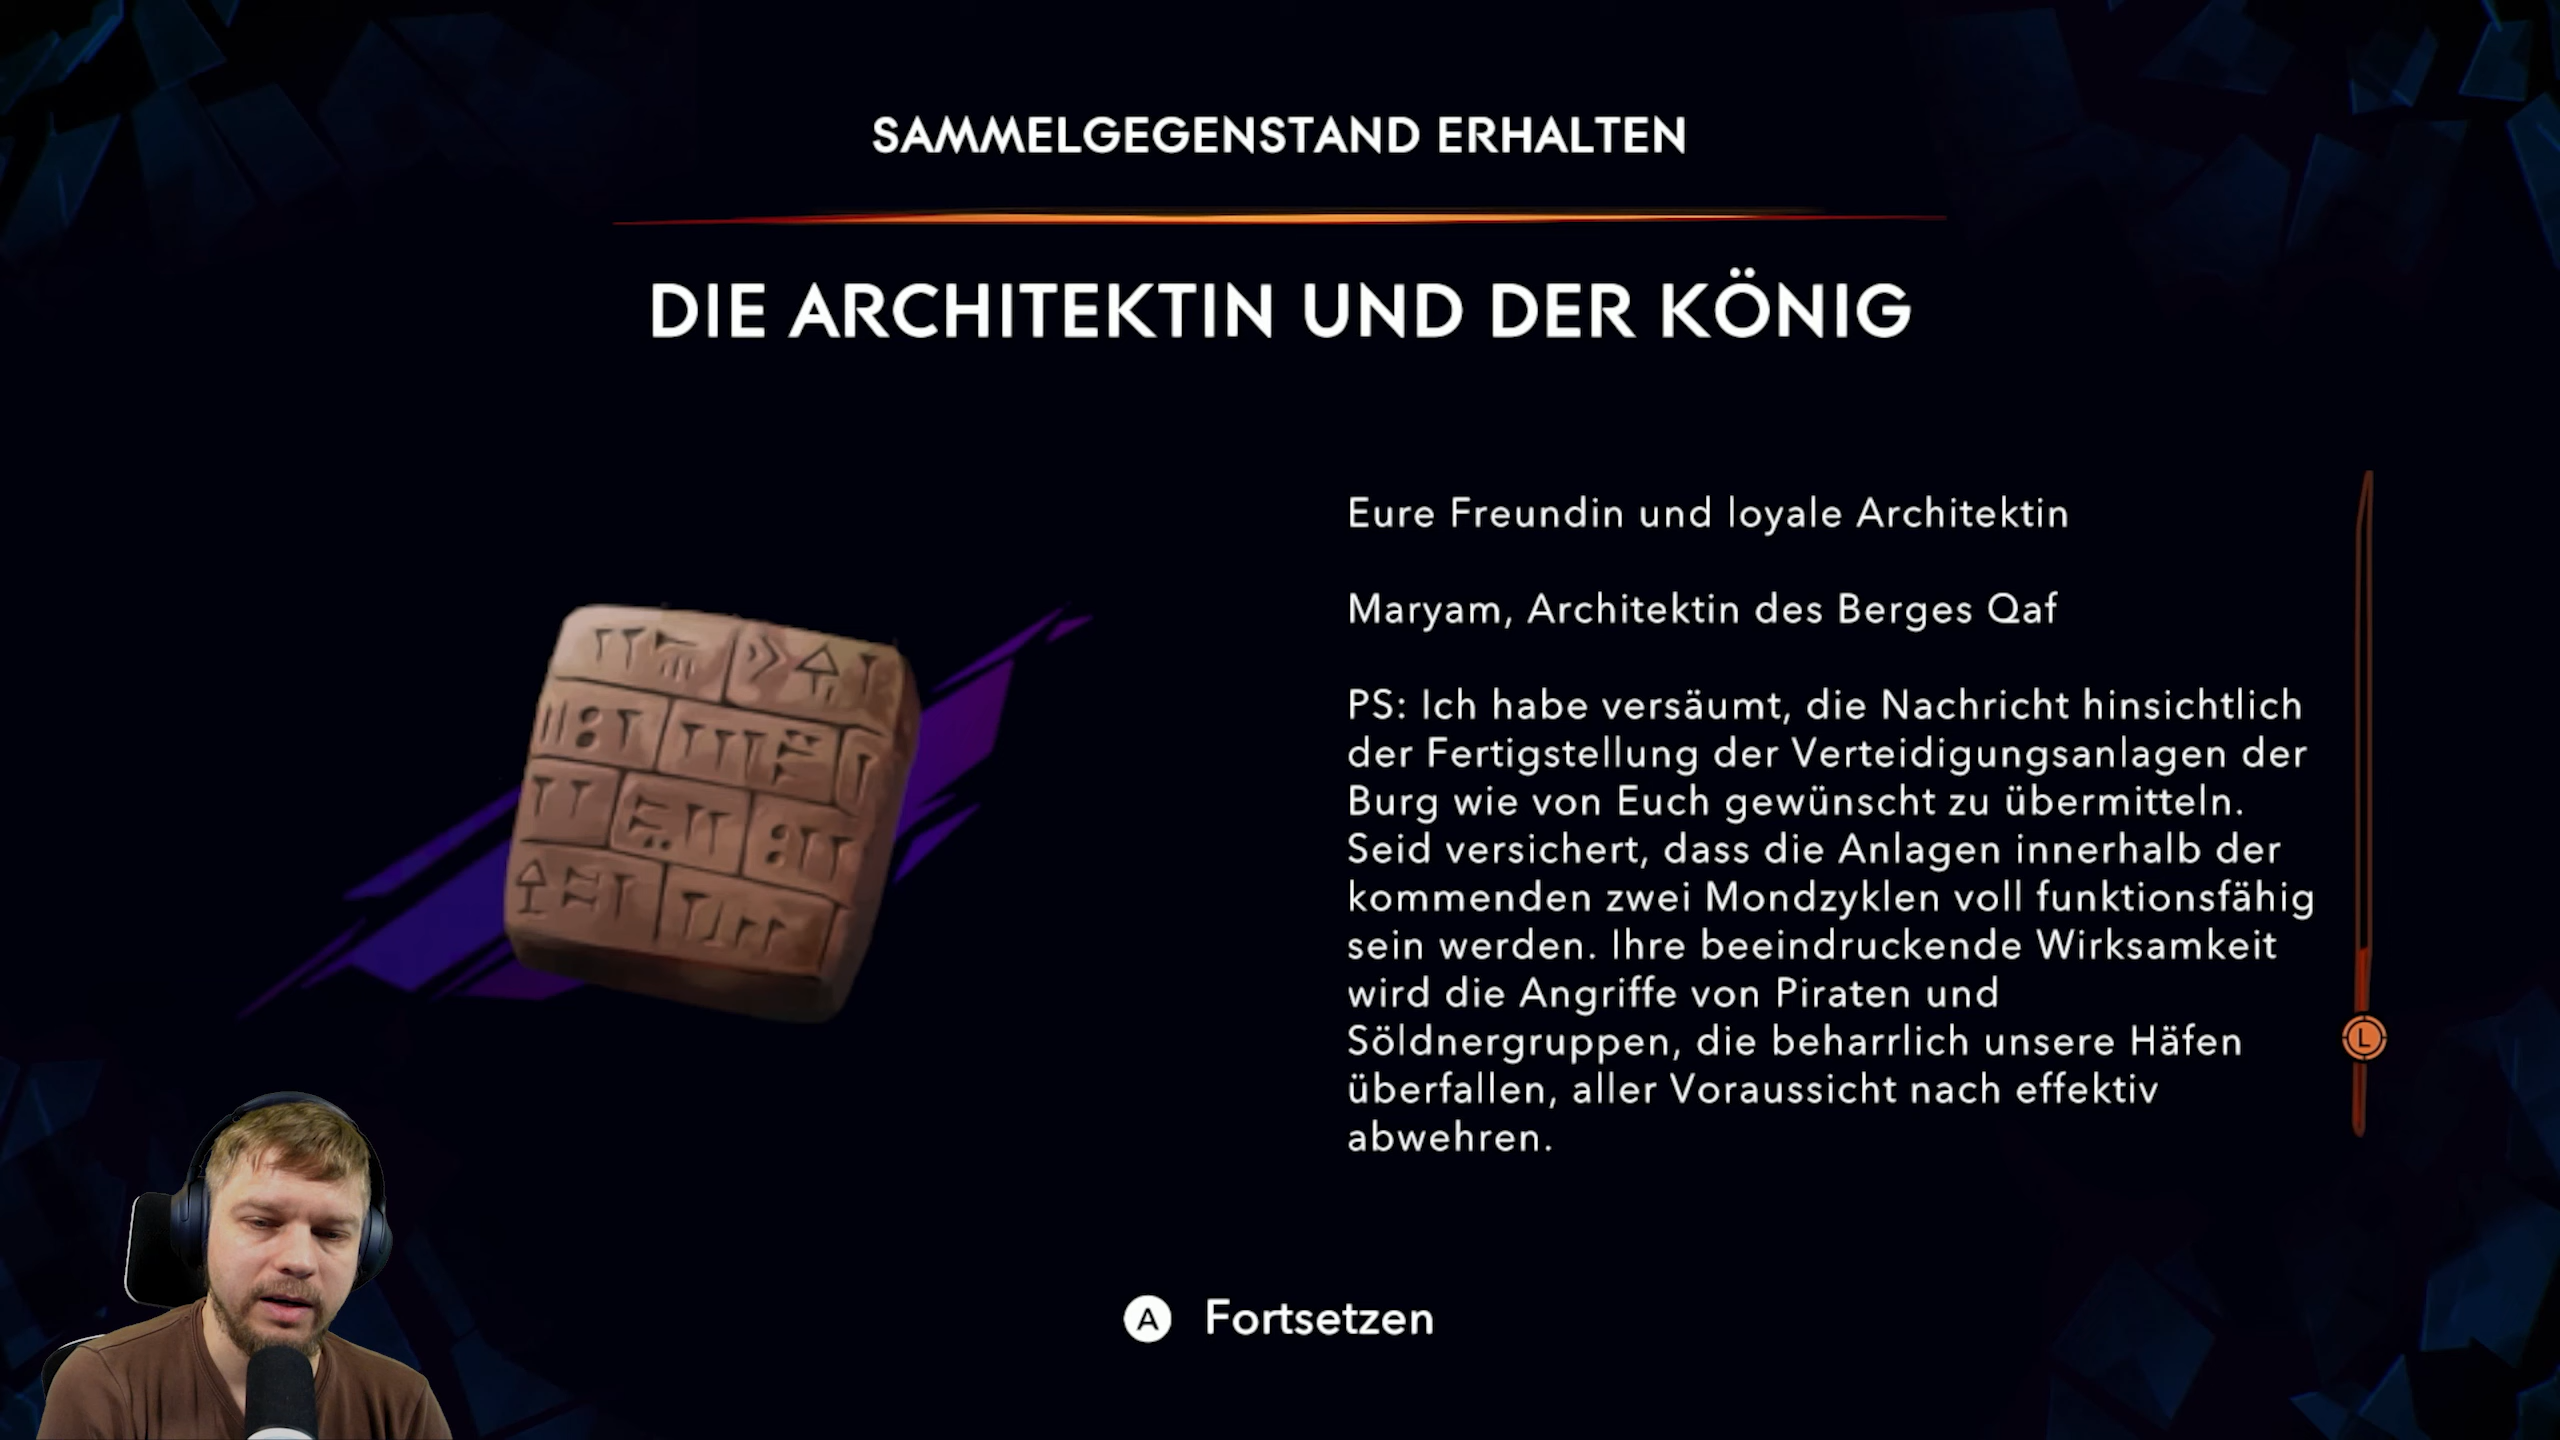 SAMMELGEGENSTAND ERHALTEN
DIE ARCHITEKTIN UND DER KÖNIG
Eure Freundin und loyale Architektin
Maryam, Architektin des Berges Qaf
PS: Ich habe versäumt, die Nachricht hinsichtlich
der Fertigstellung der Verteidigungsanlagen der
Burg wie von Euch gewünscht zu übermitteln.
Seid versichert, dass die Anlagen innerhalb der
kommenden zwei Mondzyklen voll funktionsfähig
sein werden. Ihre beeindruckende Wirksamkeit
wird die Angriffe von Piraten und
Söldnergruppen, die beharrlich unsere Häfen
überfallen, aller Voraussicht nach effektiv
abwehren.
L
A Fortsetzen